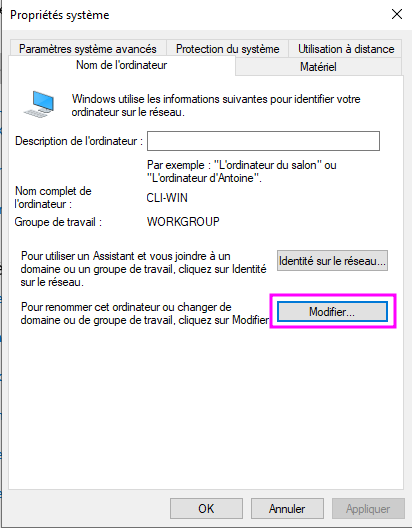 Propriétés système
Paramètres système avancés
Protection du système
Utilisation à distance
Nom de l'ordinateur
Matériel
Windows utilise les informations suivantes pour identifier votre
ordinateur sur le réseau.
Description de l'ordinateur :
Par exemple : "L'ordinateur du salon" ou
"L'ordinateur d'Antoine".
Nom complet de
l'ordinateur :
CLI-WIN
Groupe de travail :
WORKGROUP
Pour utiliser un Assistant et vous joindre à un
domaine ou un groupe de travail, cliquez sur Identité
sur le réseau.
Identité sur le réseau...
Pour renommer cet ordinateur ou changer de
domaine ou de groupe de travail, cliquez sur Modifier
Modifier...
OK
Annuler
Appliquer